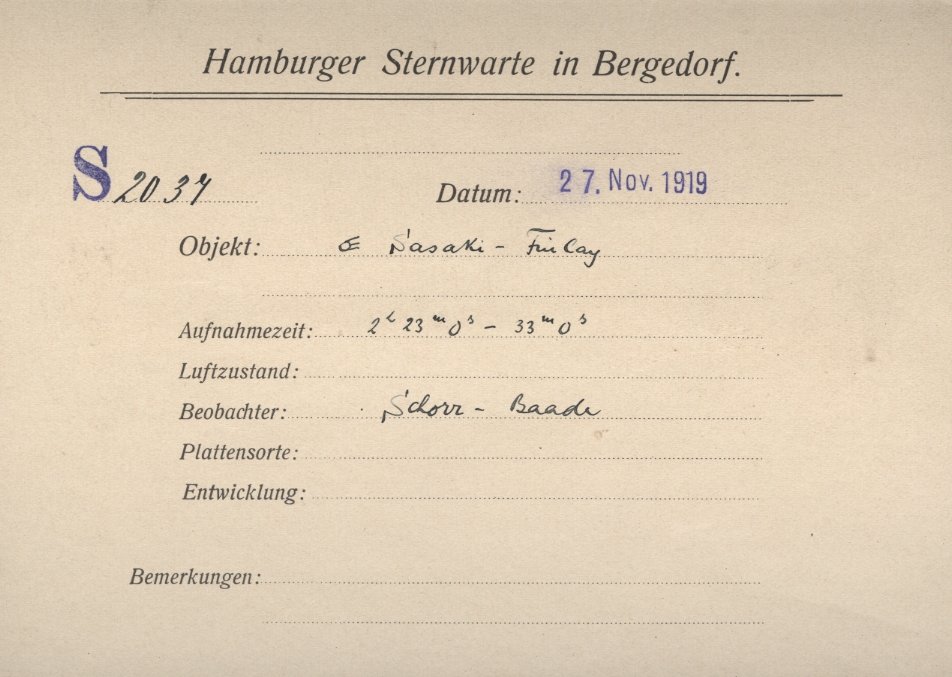 Hamburger Sternwarte in Bergedorf.
S 2037 Datum: 27. Nov. 1919
Objekt: Sasaki - Finlay
Aufnahmezeit: 2h 23m 0s - 33m 0s
Luftzustand:
Beobachter: Schorr - Baade
Plattensorte:
Entwicklung:
Bemerkungen: